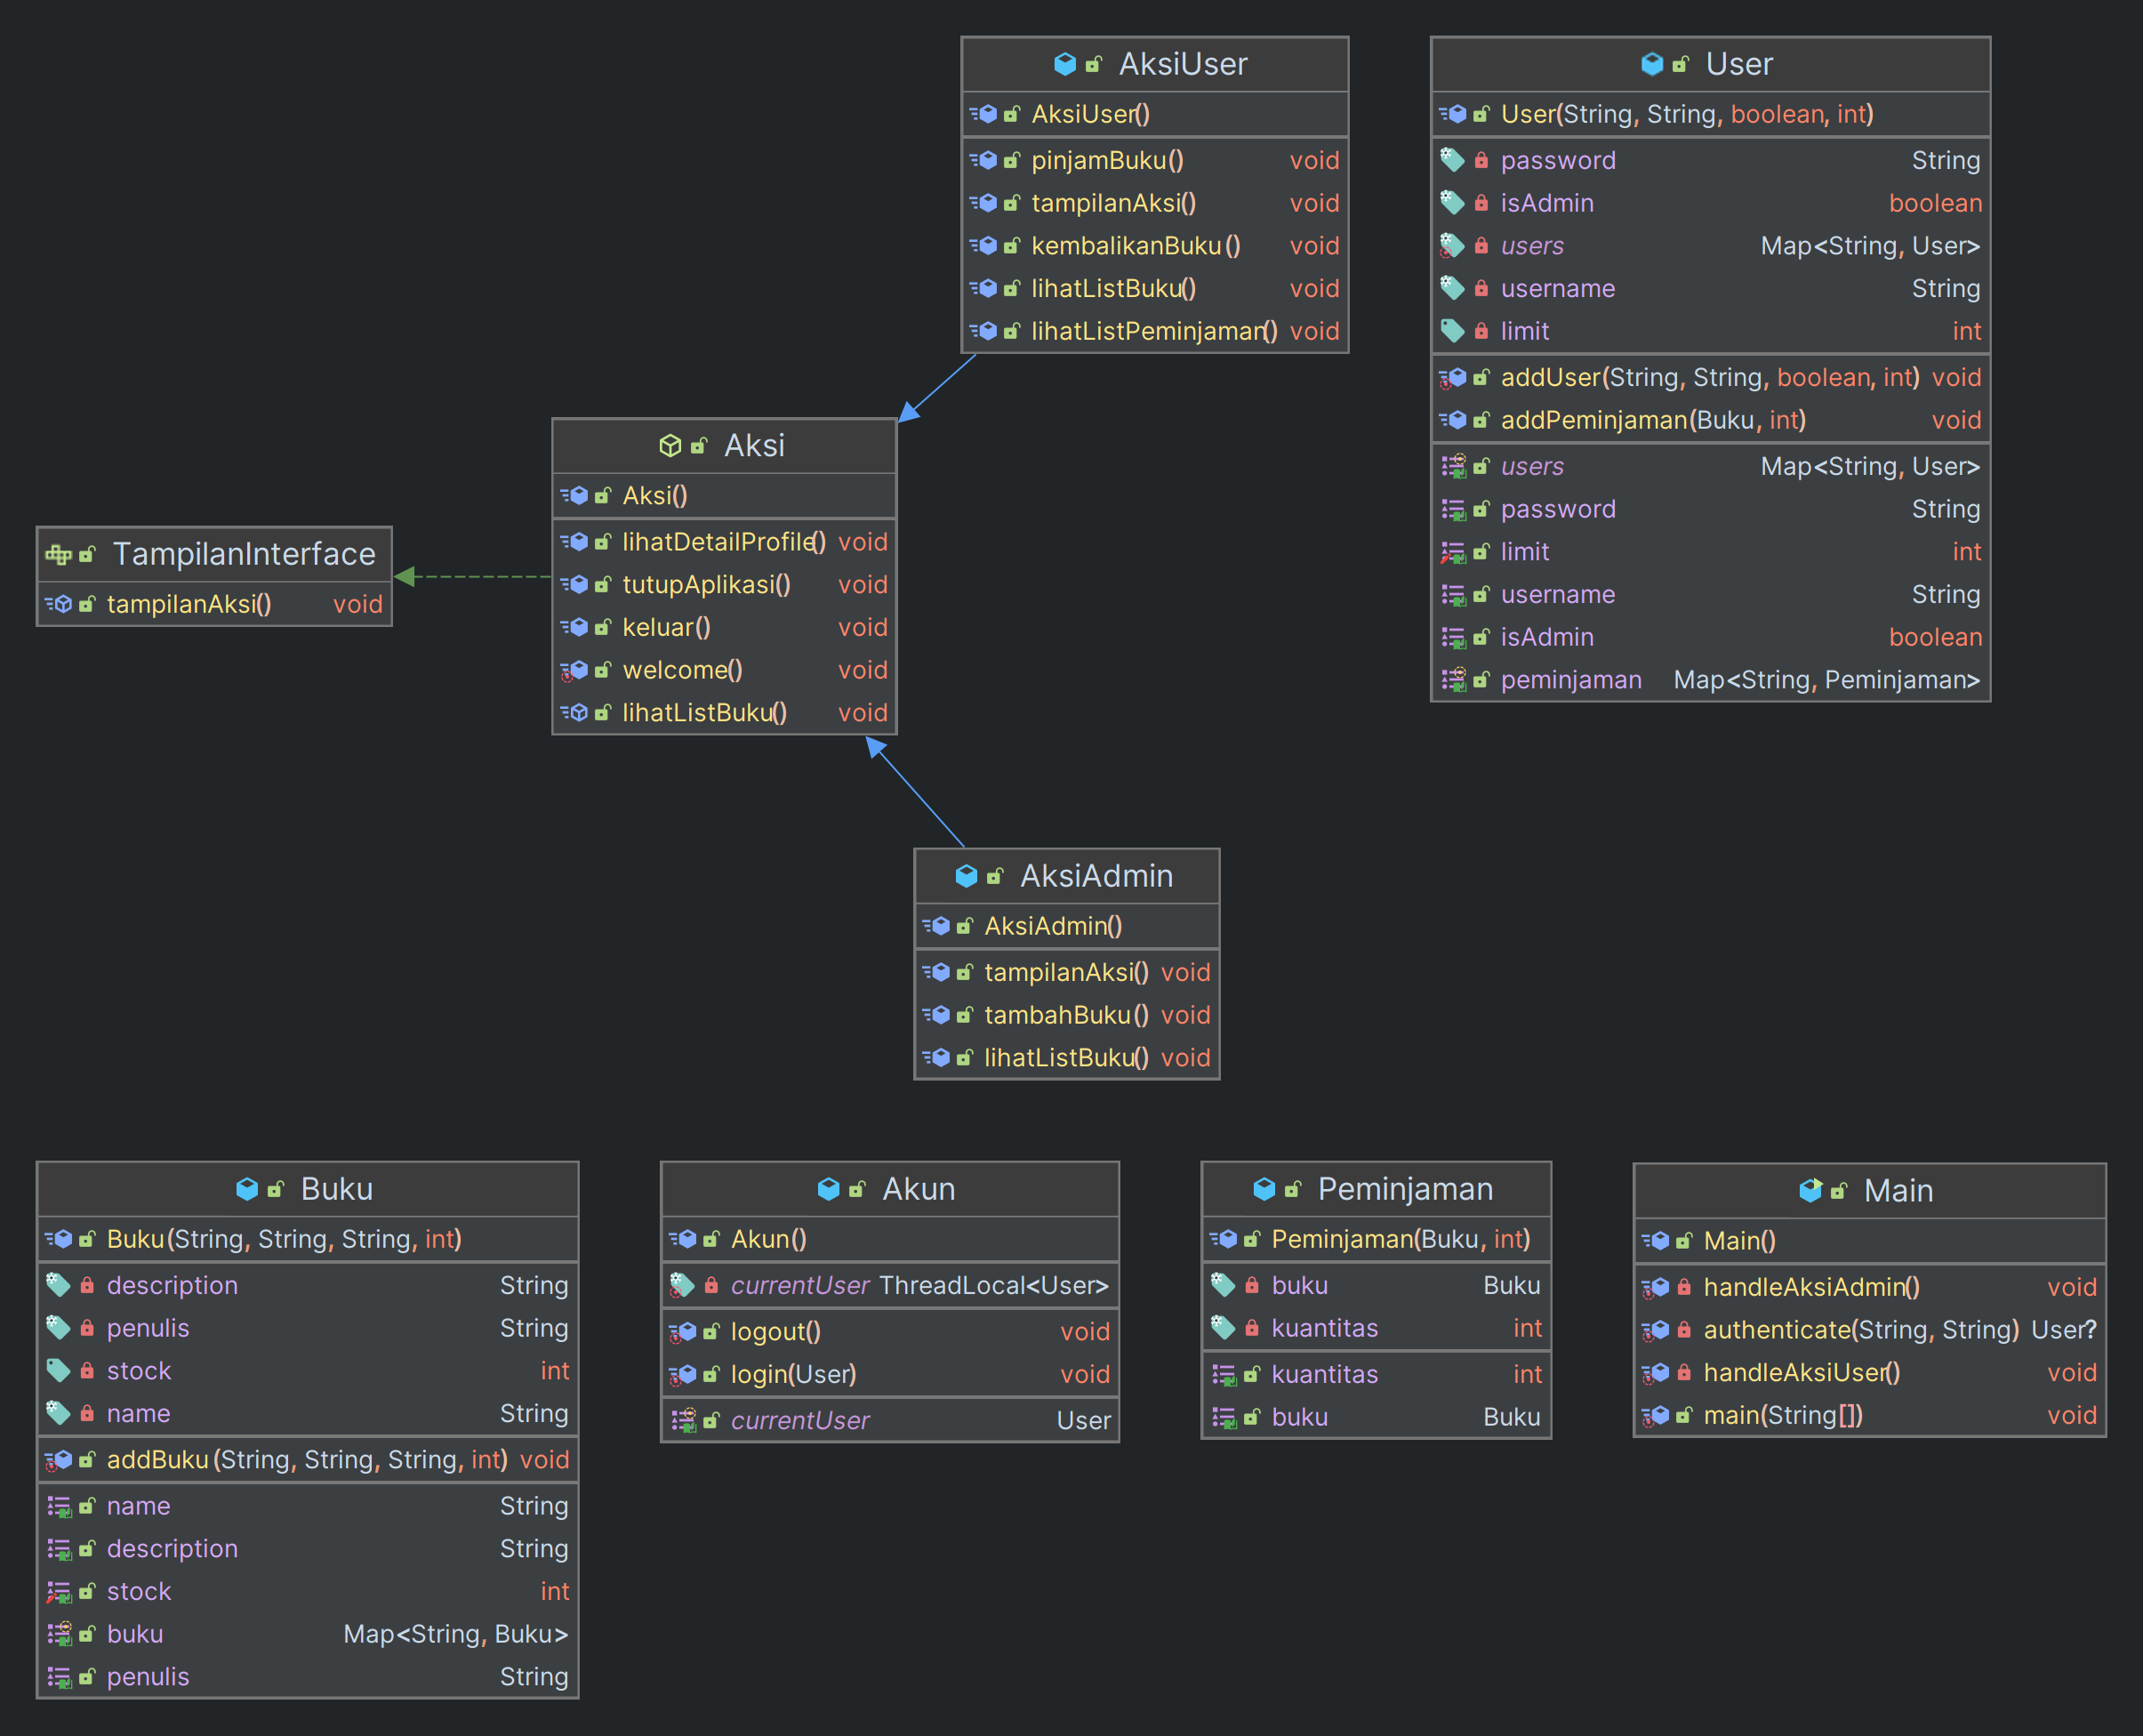 AksiUser
AksiUser()
pinjamBuku() void
tampilanAksi() void
kembalikanBuku() void
lihatListBuku() void
lihatListPeminjaman() void
User
User(String, String, boolean, int)
password String
isAdmin boolean
users Map<String, User>
username String
limit int
addUser(String, String, boolean, int) void
addPeminjaman(Buku, int) void
users Map<String, User>
password String
limit int
username String
isAdmin boolean
peminjaman Map<String, Peminjaman>
Aksi
Aksi()
lihatDetailProfile() void
tutupAplikasi() void
keluar() void
welcome() void
lihatListBuku() void
TampilanInterface
tampilanAksi() void
AksiAdmin
AksiAdmin()
tampilanAksi() void
tambahBuku() void
lihatListBuku() void
Buku
Buku(String, String, String, int)
description String
penulis String
stock int
name String
addBuku(String, String, String, int) void
name String
description String
stock int
buku Map<String, Buku>
penulis String
Akun
Akun()
currentUser ThreadLocal<User>
logout() void
login(User) void
currentUser User
Peminjaman
Peminjaman(Buku, int)
buku Buku
kuantitas int
kuantitas int
buku Buku
Main
Main()
handleAksiAdmin() void
authenticate(String, String) User?
handleAksiUser() void
main(String[]) void